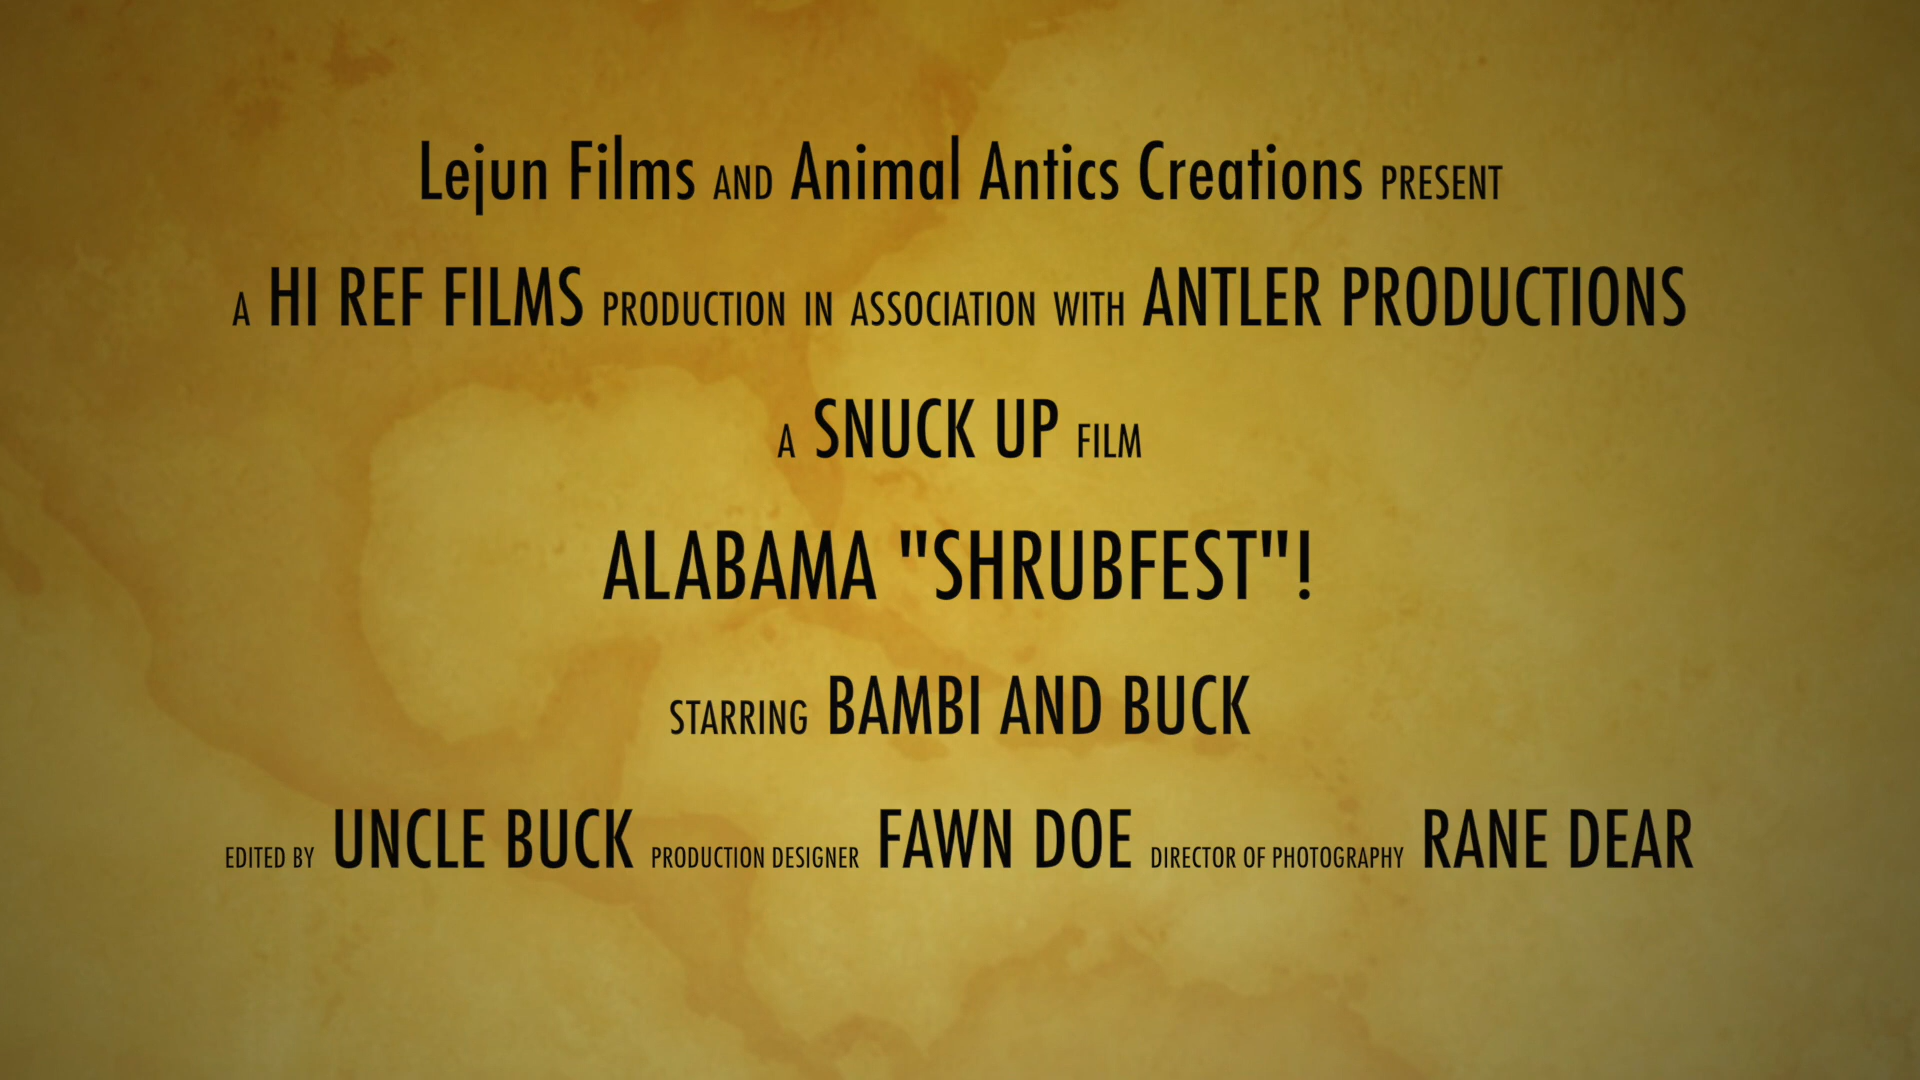 Lejun Films AND Animal Antics Creations PRESENT
A HI REF FILMS PRODUCTION IN ASSOCIATION WITH ANTLER PRODUCTIONS
A SNUCK UP FILM
ALABAMA "SHRUBFEST"!
STARRING BAMBI AND BUCK
EDITED BY UNCLE BUCK PRODUCTION DESIGNER FAWN DOE DIRECTOR OF PHOTOGRAPHY RANE DEAR